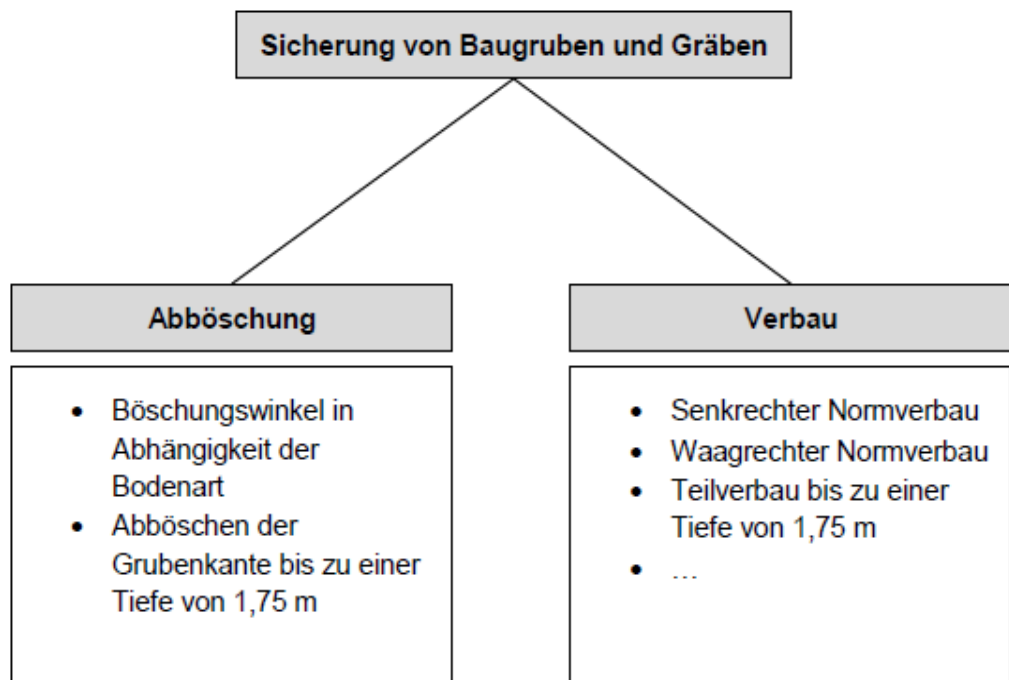 Sicherung von Baugruben und Gräben
Abböschung
• Böschungswinkel in
Abhängigkeit der
Bodenart
• Abböschen der
Grubenkante bis zu einer
Tiefe von 1,75 m
Verbau
• Senkrechter Normverbau
• Waagrechter Normverbau
• Teilverbau bis zu einer
Tiefe von 1,75 m
• …